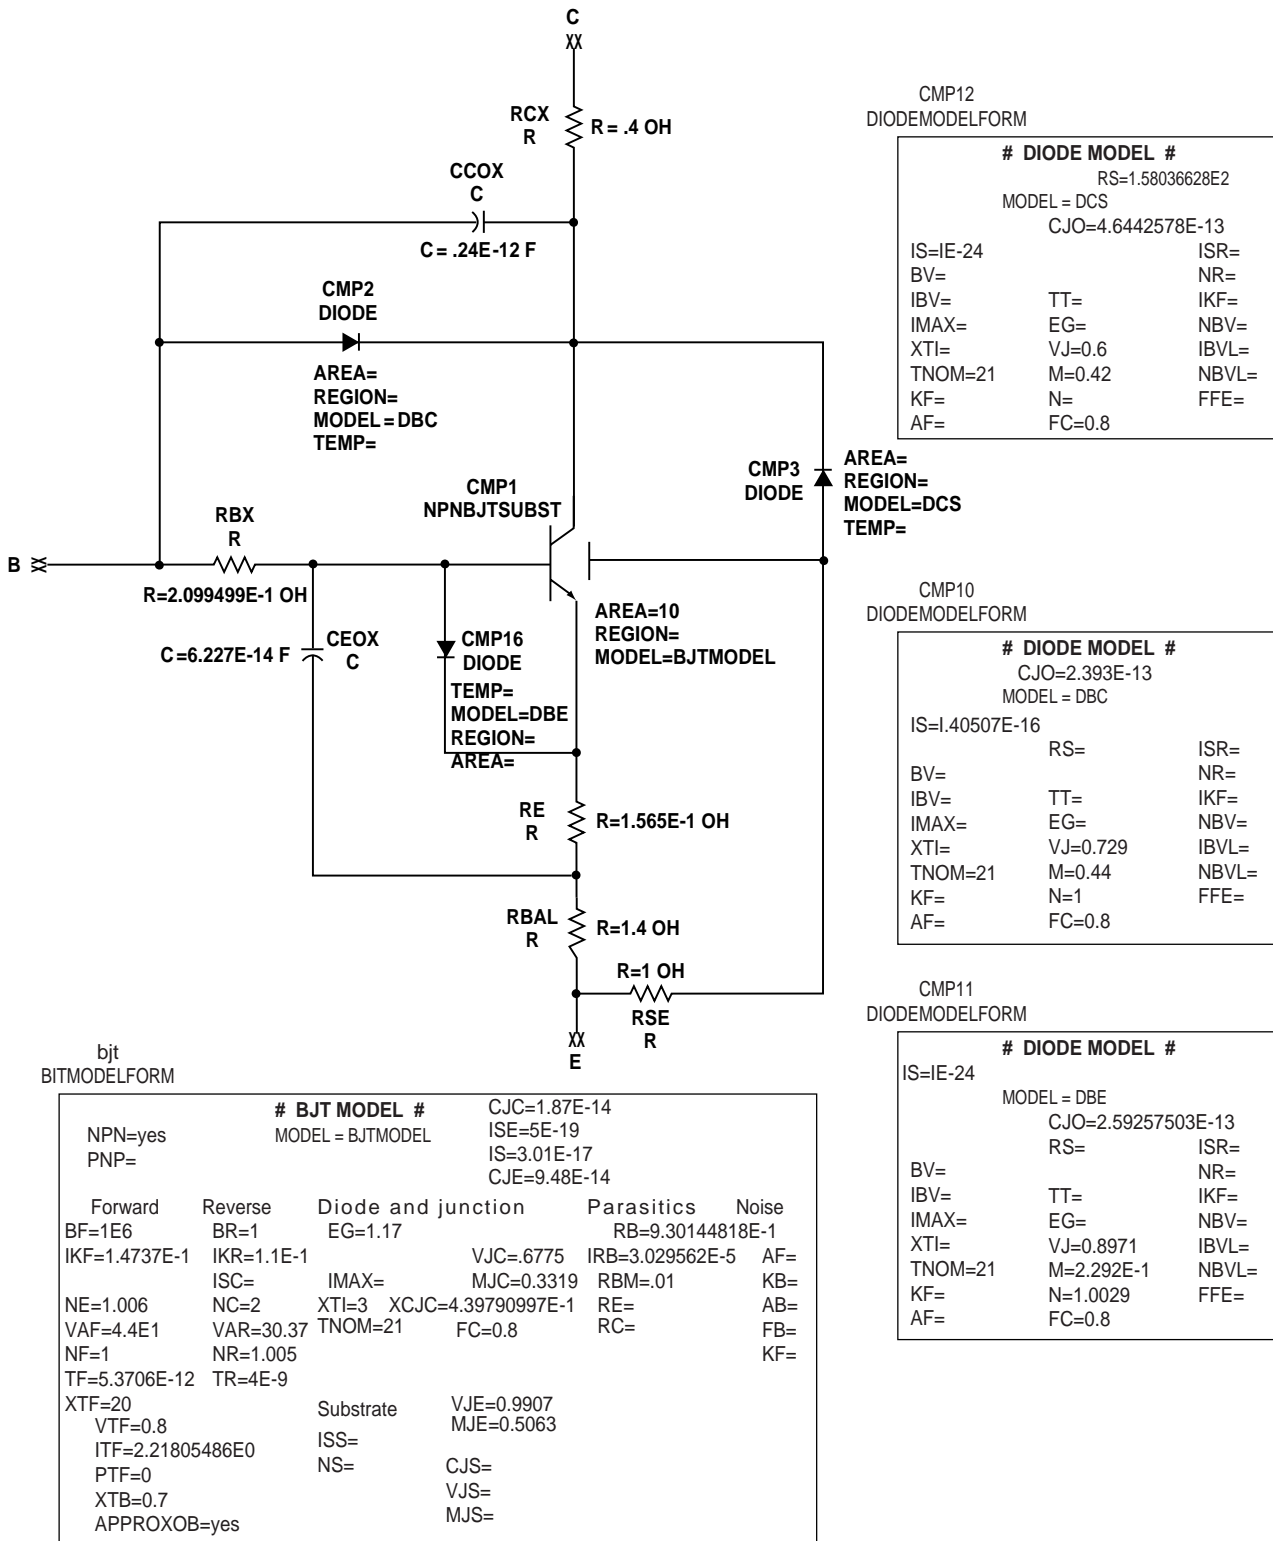 C
XX
RCX
R
R= .4 OH
CCOX
C
C= .24E-12 F
CMP2
DIODE
AREA=
REGION=
MODEL=DBC
TEMP=
CMP1
NPNBJTSUBST
CMP3
DIODE
AREA=
REGION=
MODEL=DCS
TEMP=
RBX
R
B XX
R=2.099499E-1 OH
CEOX
C
C=6.227E-14 F
CMP16
DIODE
TEMP=
MODEL=DBE
REGION=
AREA=
AREA=10
REGION=
MODEL=BJTMODEL
RE
R
R=1.565E-1 OH
RBAL
R
R=1.4 OH
R=1 OH
RSE
R
XX
E
CMP12
DIODEMODELFORM
# DIODE MODEL #
RS=1.58036628E2
MODEL = DCS
CJO=4.6442578E-13
IS=IE-24 ISR=
BV= NR=
IBV= TT= IKF=
IMAX= EG= NBV=
XTI= VJ=0.6 IBVL=
TNOM=21 M=0.42 NBVL=
KF= N= FFE=
AF= FC=0.8
CMP10
DIODEMODELFORM
# DIODE MODEL #
CJO=2.393E-13
MODEL = DBC
IS=I.40507E-16
RS= ISR=
BV= NR=
IBV= TT= IKF=
IMAX= EG= NBV=
XTI= VJ=0.729 IBVL=
TNOM=21 M=0.44 NBVL=
KF= N=1 FFE=
AF= FC=0.8
CMP11
DIODEMODELFORM
# DIODE MODEL #
IS=IE-24
MODEL = DBE
CJO=2.59257503E-13
RS= ISR=
BV= NR=
IBV= TT= IKF=
IMAX= EG= NBV=
XTI= VJ=0.8971 IBVL=
TNOM=21 M=2.292E-1 NBVL=
KF= N=1.0029 FFE=
AF= FC=0.8
bjt
BITMODELFORM
# BJT MODEL # CJC=1.87E-14
NPN=yes MODEL = BJTMODEL ISE=5E-19
PNP= IS=3.01E-17
CJE=9.48E-14
Forward Reverse Diode and junction Parasitics Noise
BF=1E6 BR=1 EG=1.17 RB=9.30144818E-1
IKF=1.4737E-1 IKR=1.1E-1 VJC=.6775 IRB=3.029562E-5 AF=
ISC= IMAX= MJC=0.3319 RBM=.01 KB=
NE=1.006 NC=2 XTI=3 XCJC=4.39790997E-1 RE= AB=
VAF=4.4E1 VAR=30.37 TNOM=21 FC=0.8 RC= FB=
NF=1 NR=1.005 KF=
TF=5.3706E-12 TR=4E-9
XTF=20 Substrate VJE=0.9907
VTF=0.8 MJE=0.5063
ITF=2.21805486E0 ISS=
PTF=0 NS= CJS=
XTB=0.7 VJS=
APPROXOB=yes MJS=